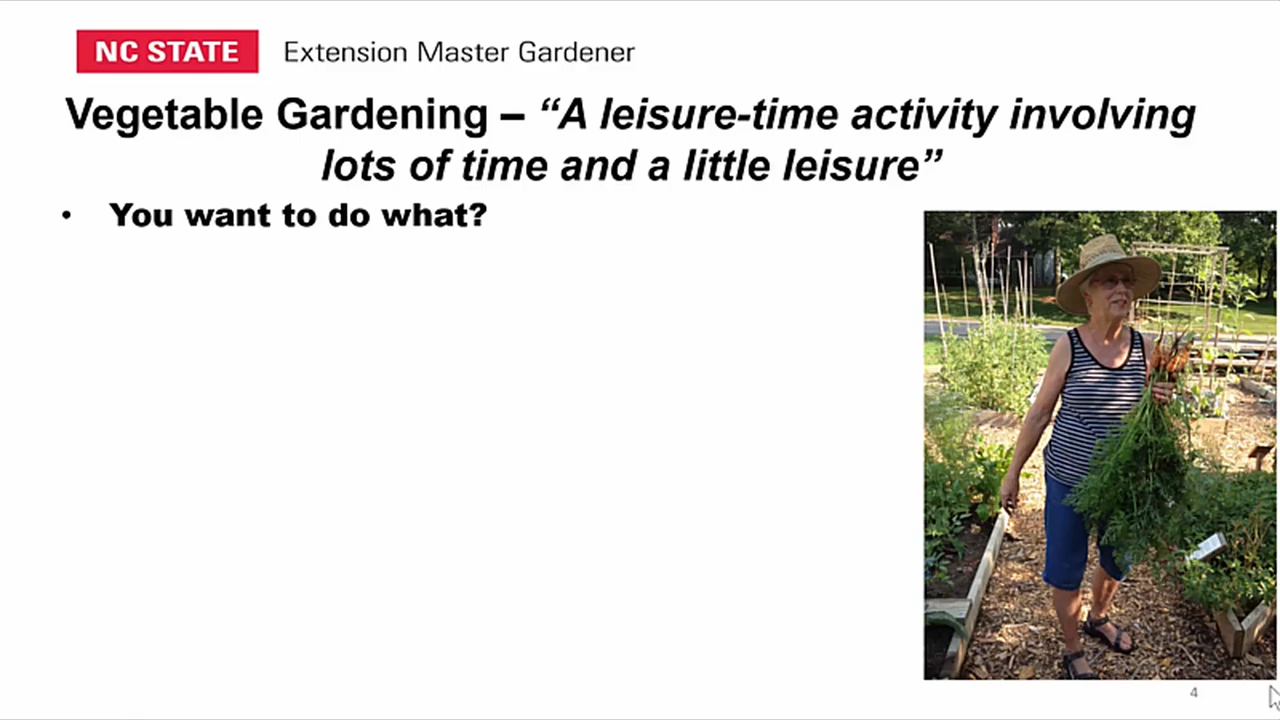 NC STATE Extension Master Gardener
Vegetable Gardening – “A leisure-time activity involving
lots of time and a little leisure”
• You want to do what?
4